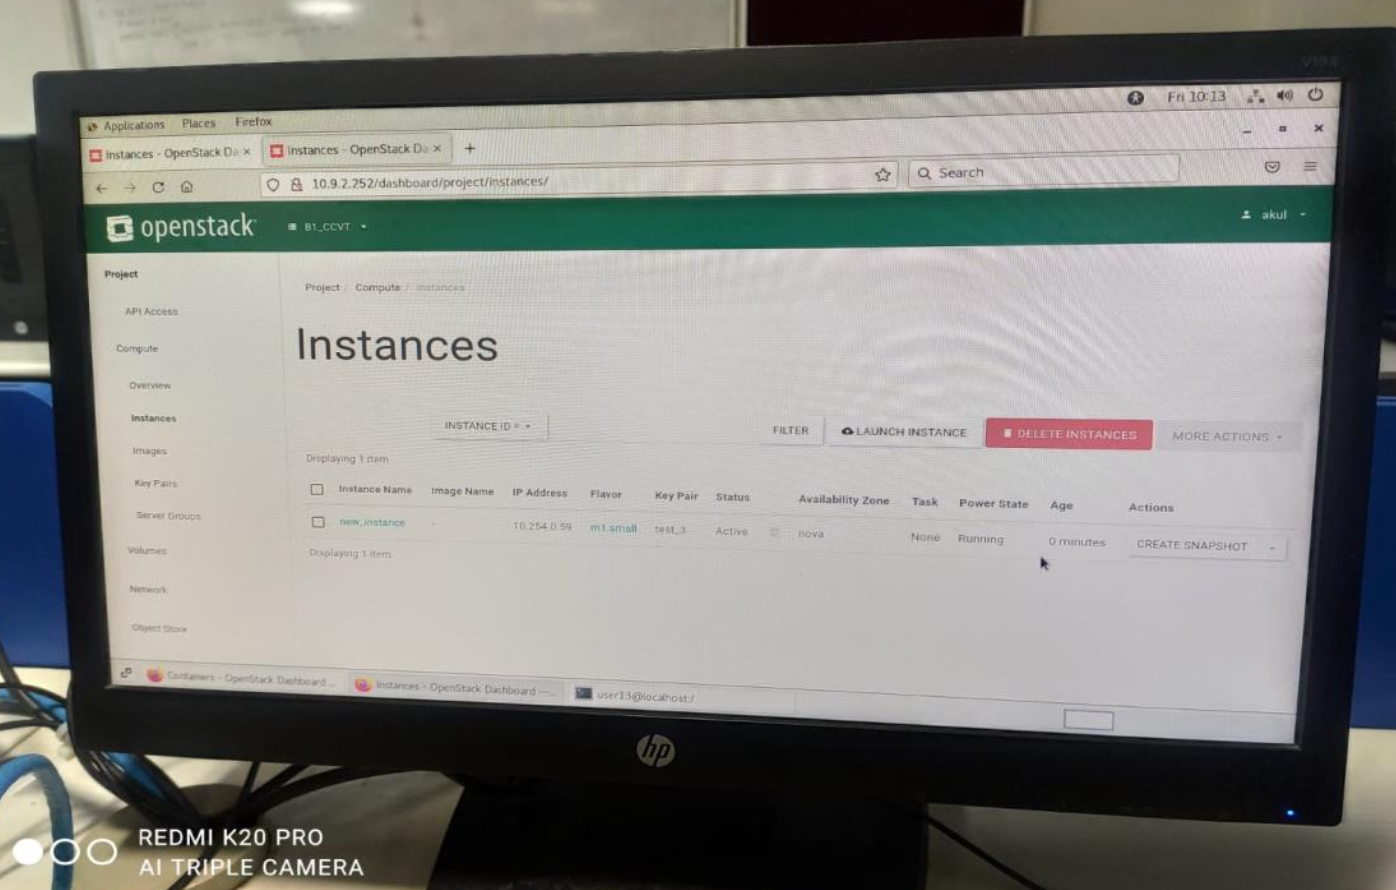 V194
Fri 10:13
Applications Places Firefox
Instances - OpenStack Da × Instances - OpenStack Da × +
10.9.2.252/dashboard/project/instances/ Search
openstack B1_CCVT akul
Project
API Access
Compute
Overview
Instances
Images
Key Pairs
Server Groups
Volumes
Network
Object Store
Project / Compute / Instances
Instances
INSTANCE ID = FILTER LAUNCH INSTANCE DELETE INSTANCES MORE ACTIONS
Displaying 1 item
Instance Name Image Name IP Address Flavor Key Pair Status Availability Zone Task Power State Age Actions
new_instance - 10.254.0.59 m1.small test_3 Active nova None Running 0 minutes CREATE SNAPSHOT
Displaying 1 item
Containers - OpenStack Dashboard ... Instances - OpenStack Dashboard —... user13@localhost:/
hp
REDMI K20 PRO
AI TRIPLE CAMERA